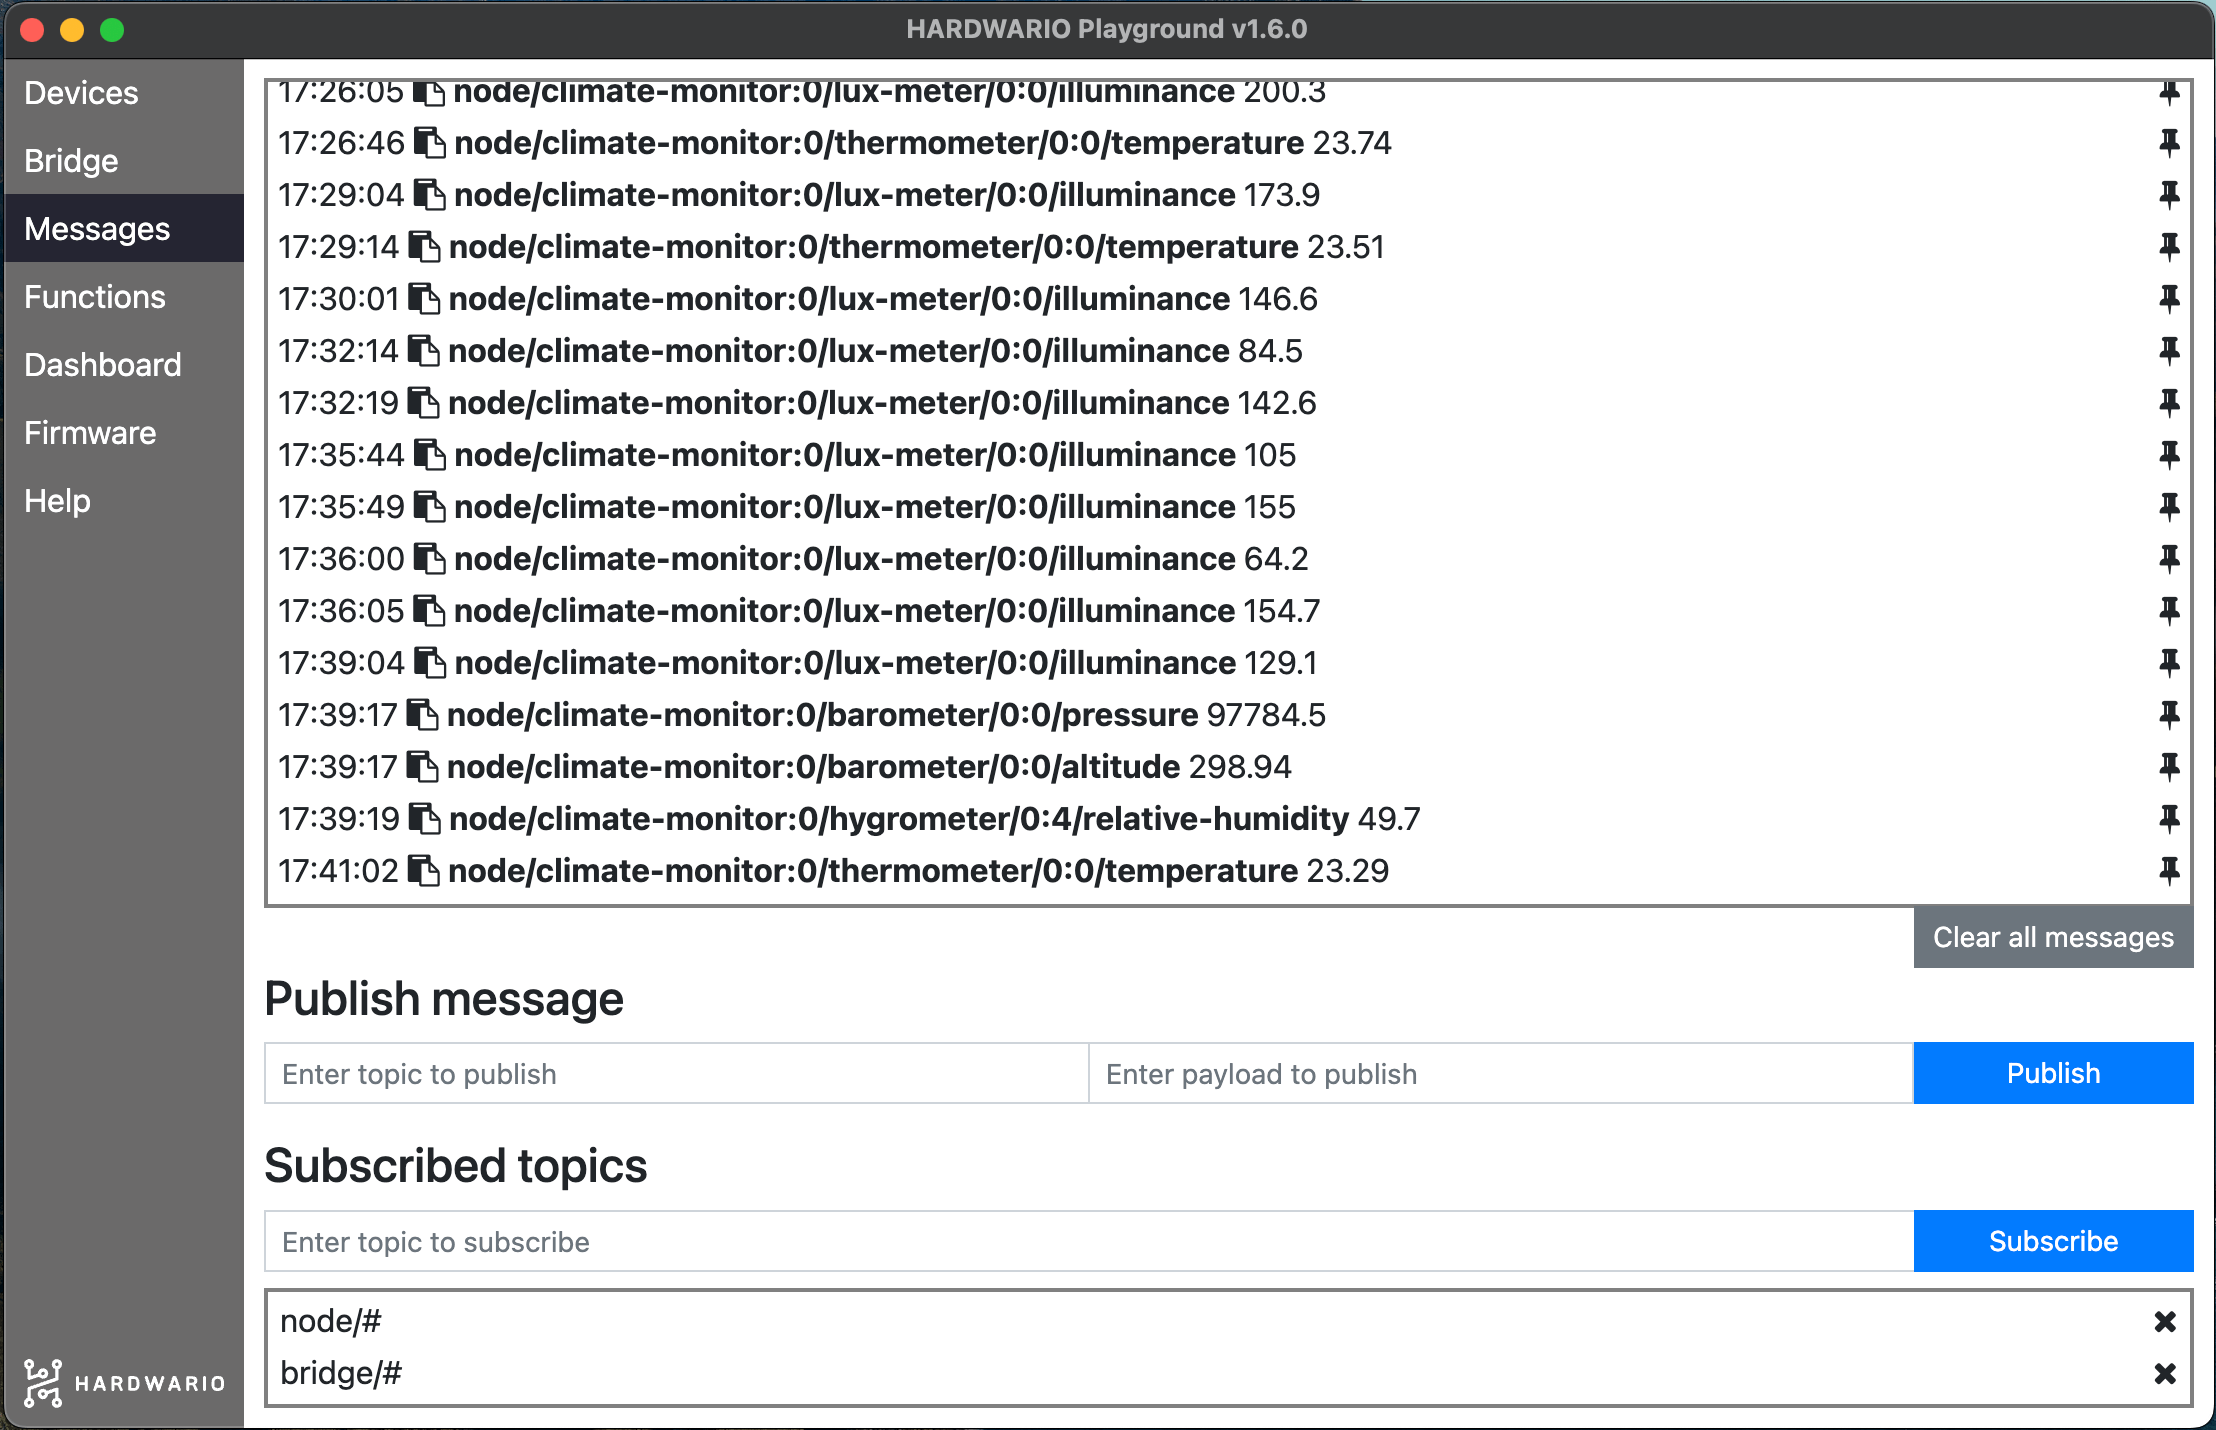 HARDWARIO Playground v1.6.0
Devices
Bridge
Messages
Functions
Dashboard
Firmware
Help
HARDWARIO
17:26:05 node/climate-monitor:0/lux-meter/0:0/illuminance 200.3
17:26:46 node/climate-monitor:0/thermometer/0:0/temperature 23.74
17:29:04 node/climate-monitor:0/lux-meter/0:0/illuminance 173.9
17:29:14 node/climate-monitor:0/thermometer/0:0/temperature 23.51
17:30:01 node/climate-monitor:0/lux-meter/0:0/illuminance 146.6
17:32:14 node/climate-monitor:0/lux-meter/0:0/illuminance 84.5
17:32:19 node/climate-monitor:0/lux-meter/0:0/illuminance 142.6
17:35:44 node/climate-monitor:0/lux-meter/0:0/illuminance 105
17:35:49 node/climate-monitor:0/lux-meter/0:0/illuminance 155
17:36:00 node/climate-monitor:0/lux-meter/0:0/illuminance 64.2
17:36:05 node/climate-monitor:0/lux-meter/0:0/illuminance 154.7
17:39:04 node/climate-monitor:0/lux-meter/0:0/illuminance 129.1
17:39:17 node/climate-monitor:0/barometer/0:0/pressure 97784.5
17:39:17 node/climate-monitor:0/barometer/0:0/altitude 298.94
17:39:19 node/climate-monitor:0/hygrometer/0:4/relative-humidity 49.7
17:41:02 node/climate-monitor:0/thermometer/0:0/temperature 23.29
Clear all messages
Publish message
Enter topic to publish
Enter payload to publish
Publish
Subscribed topics
Enter topic to subscribe
Subscribe
node/#
bridge/#